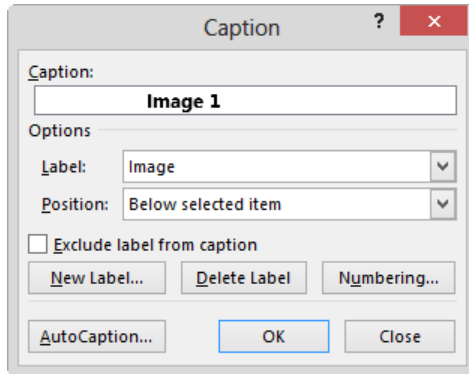 Caption ? ×
Caption:
Image 1
Options
Label: Image
Position: Below selected item
Exclude label from caption
New Label... Delete Label Numbering...
AutoCaption... OK Close